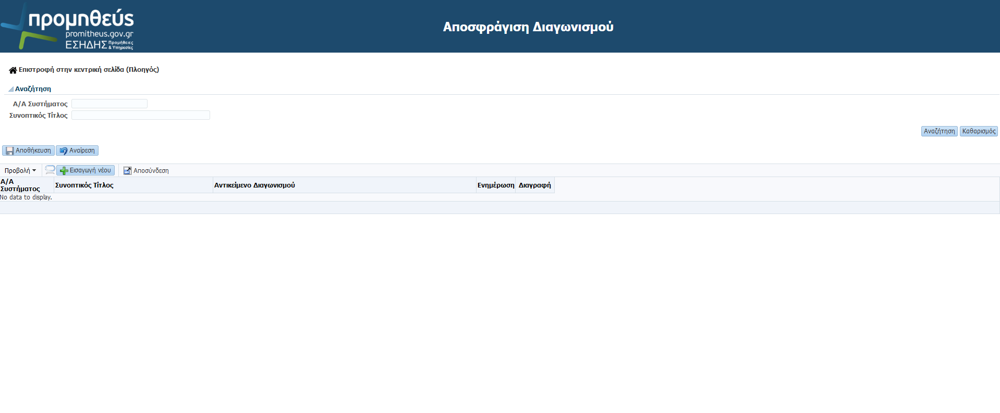 προμηθεύς
promitheus.gov.gr
ΕΣΗΔΗΣ Προμήθειες & Υπηρεσίες
Αποσφράγιση Διαγωνισμού
Επιστροφή στην κεντρική σελίδα (Πλοηγός)
Αναζήτηση
Α/Α Συστήματος
Συνοπτικός Τίτλος
Αναζήτηση Καθαρισμός
Αποθήκευση Αναίρεση
Προβολή Εισαγωγή νέου Αποσύνδεση
Α/Α Συστήματος Συνοπτικός Τίτλος Αντικείμενο Διαγωνισμού Ενημέρωση Διαγραφή
No data to display.